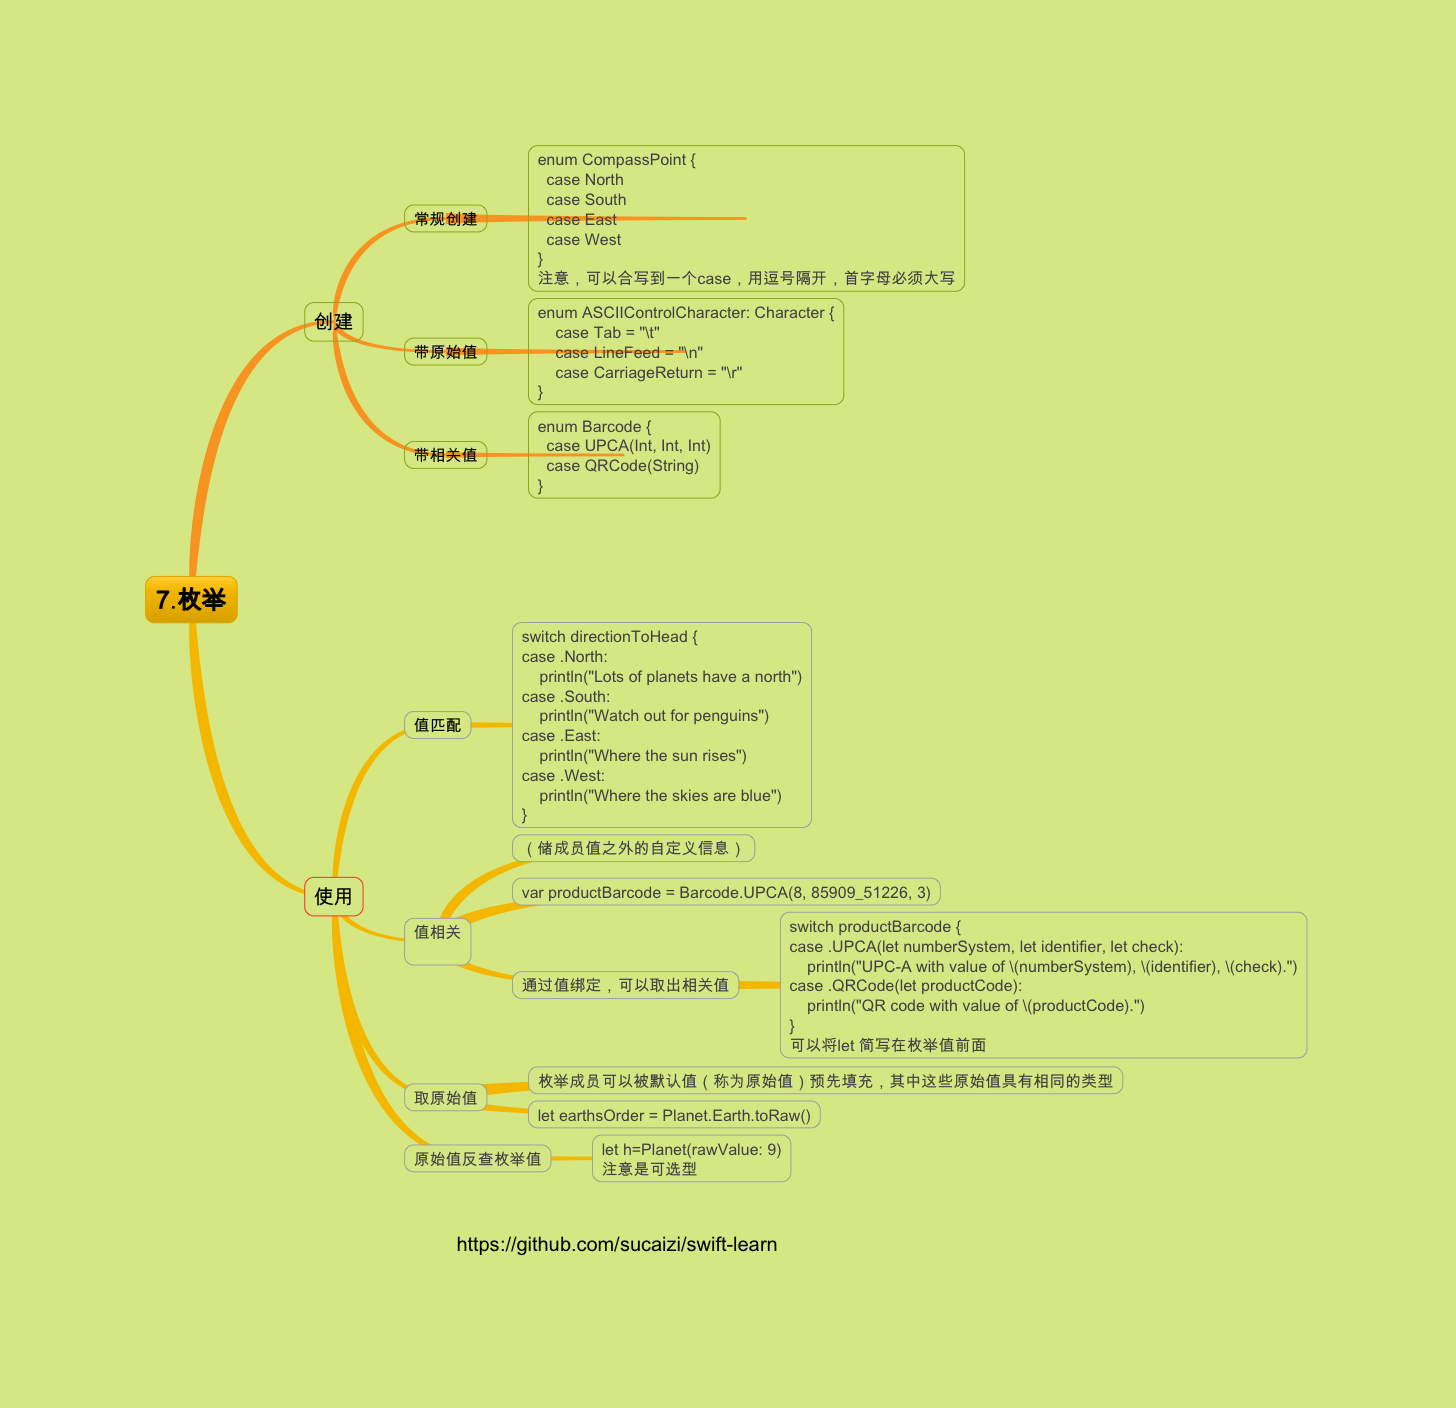 7.枚举
创建
常规创建
enum CompassPoint {
  case North
  case South
  case East
  case West
}
注意，可以合写到一个case，用逗号隔开，首字母必须大写
带原始值
enum ASCIIControlCharacter: Character {
    case Tab = "\t"
    case LineFeed = "\n"
    case CarriageReturn = "\r"
}
带相关值
enum Barcode {
  case UPCA(Int, Int, Int)
  case QRCode(String)
}
使用
值匹配
switch directionToHead {
case .North:
    println("Lots of planets have a north")
case .South:
    println("Watch out for penguins")
case .East:
    println("Where the sun rises")
case .West:
    println("Where the skies are blue")
}
值相关
（储成员值之外的自定义信息）
var productBarcode = Barcode.UPCA(8, 85909_51226, 3)
通过值绑定，可以取出相关值
switch productBarcode {
case .UPCA(let numberSystem, let identifier, let check):
    println("UPC-A with value of \(numberSystem), \(identifier), \(check).")
case .QRCode(let productCode):
    println("QR code with value of \(productCode).")
}
可以将let 简写在枚举值前面
取原始值
枚举成员可以被默认值（称为原始值）预先填充，其中这些原始值具有相同的类型
let earthsOrder = Planet.Earth.toRaw()
原始值反查枚举值
let h=Planet(rawValue: 9)
注意是可选型
https://github.com/sucaizi/swift-learn